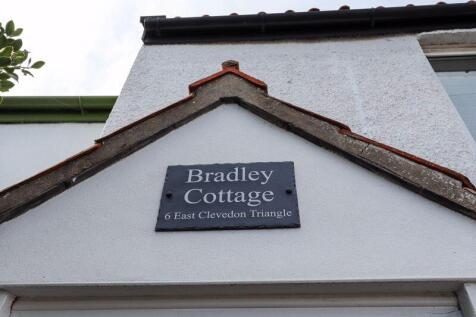 Bradley
Cottage
6 East Clevedon Triangle